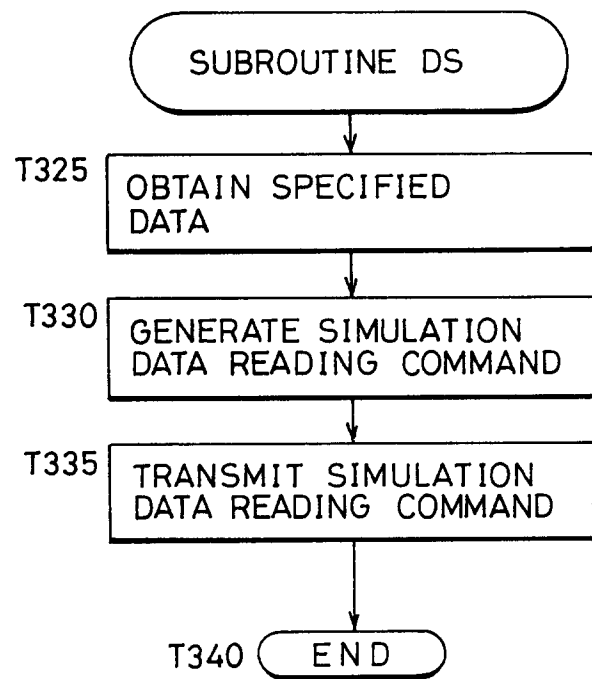 SUBROUTINE DS
T325
OBTAIN SPECIFIED
DATA
T330
GENERATE SIMULATION
DATA READING COMMAND
T335
TRANSMIT SIMULATION
DATA READING COMMAND
T340
END